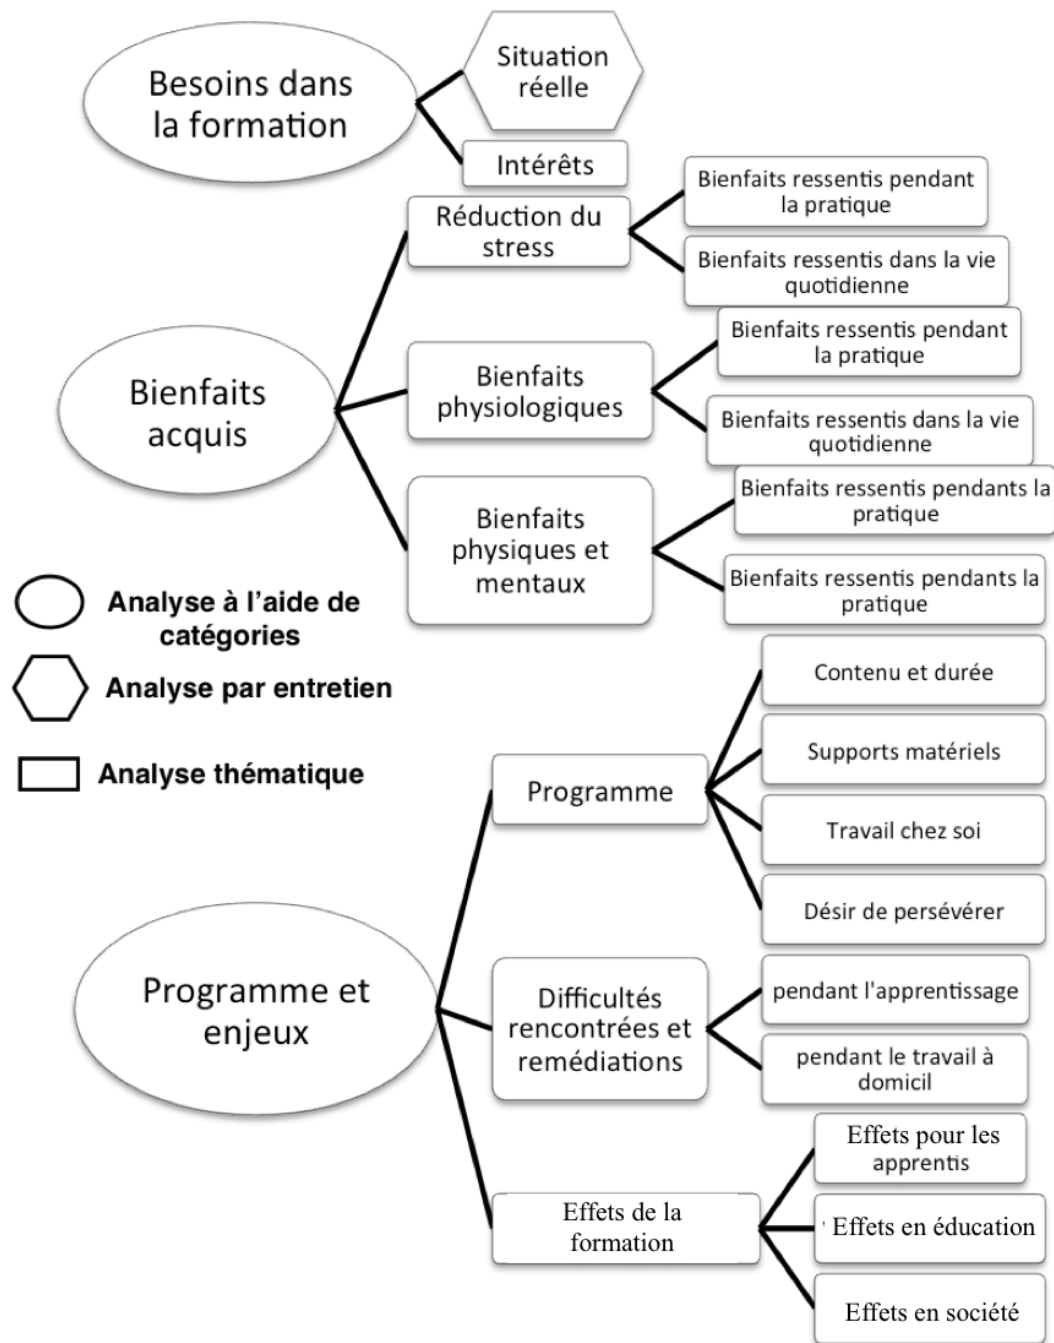 Besoins dans
la formation
Situation
réelle
Intérêts
Réduction du
stress
Bienfaits ressentis pendant
la pratique
Bienfaits ressentis dans la vie
quotidienne
Bienfaits
acquis
Bienfaits
physiologiques
Bienfaits ressentis pendant
la pratique
Bienfaits ressentis dans la vie
quotidienne
Bienfaits
physiques et
mentaux
Bienfaits ressentis pendants la
pratique
Bienfaits ressentis pendants la
pratique
Analyse à l'aide de
catégories
Analyse par entretien
Analyse thématique
Programme et
enjeux
Programme
Contenu et durée
Supports matériels
Travail chez soi
Désir de persévérer
Difficultés
rencontrées et
remédiations
pendant l'apprentissage
pendant le travail à
domicil
Effets de la
formation
Effets pour les
apprentis
Effets en éducation
Effets en société